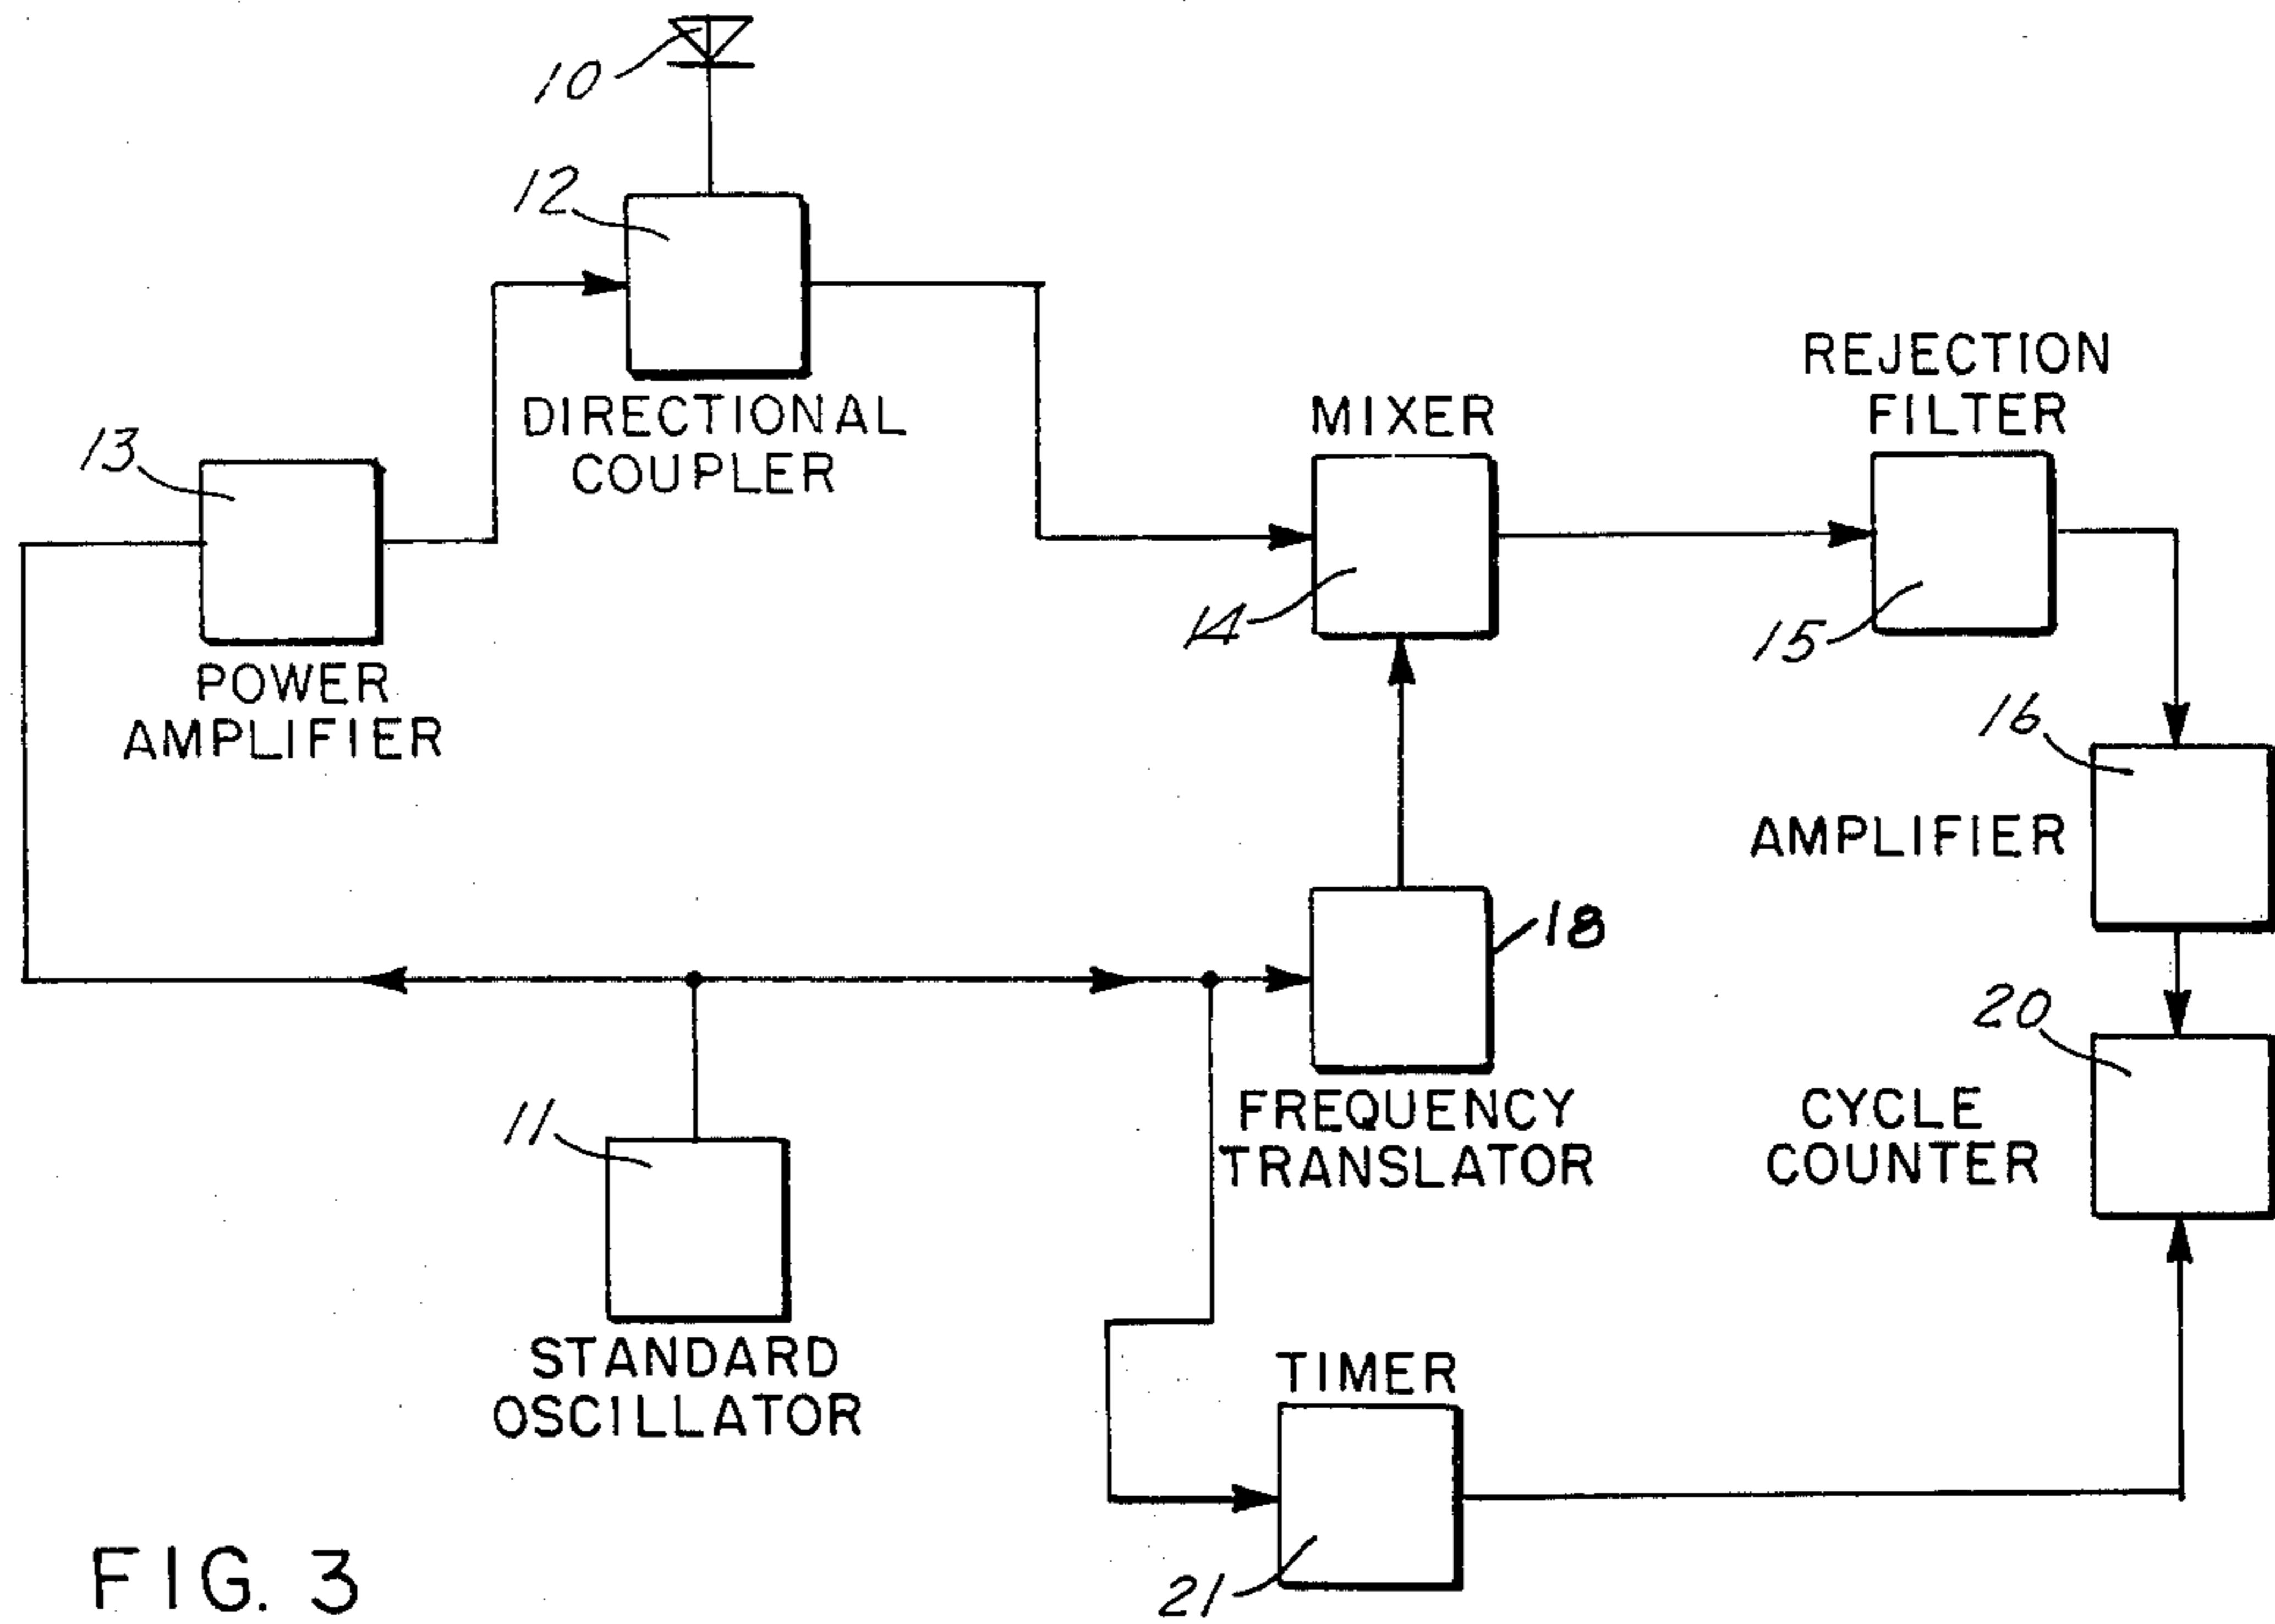 10
12
DIRECTIONAL
COUPLER
13
POWER
AMPLIFIER
MIXER
14
REJECTION
FILTER
15
16
AMPLIFIER
18
FREQUENCY
TRANSLATOR
20
CYCLE
COUNTER
11
STANDARD
OSCILLATOR
TIMER
21
FIG. 3